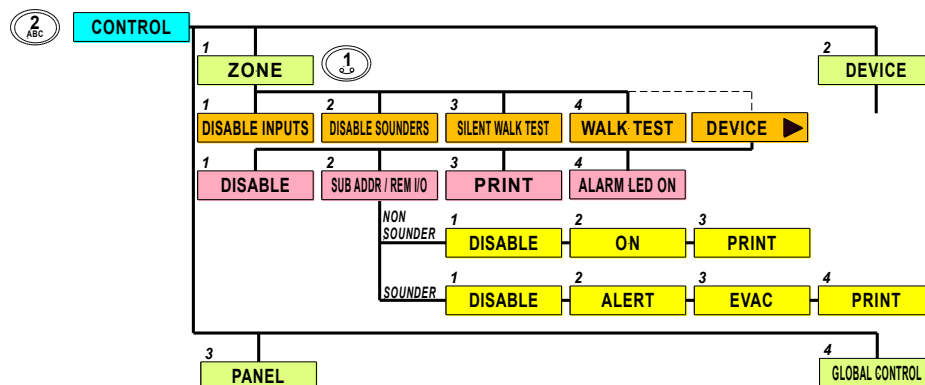 2
ABC
CONTROL
1
ZONE
1
2
DEVICE
1
DISABLE INPUTS
2
DISABLE SOUNDERS
3
SILENT WALK TEST
4
WALK TEST
DEVICE
1
DISABLE
2
SUB ADDR / REM I/O
3
PRINT
4
ALARM LED ON
NON
SOUNDER
1
DISABLE
2
ON
3
PRINT
SOUNDER
1
DISABLE
2
ALERT
3
EVAC
4
PRINT
3
PANEL
4
GLOBAL CONTROL